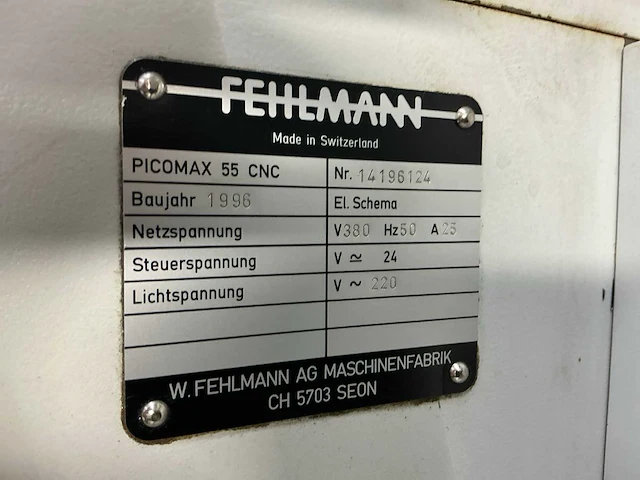 FEHLMANN
Made in Switzerland
PICOMAX 55 CNC Nr. 14196124
Baujahr 1996 El. Schema
Netzspannung V380 Hz50 A25
Steuerspannung V ≃ 24
Lichtspannung V ~ 220
W. FEHLMANN AG MASCHINENFABRIK
CH 5703 SEON